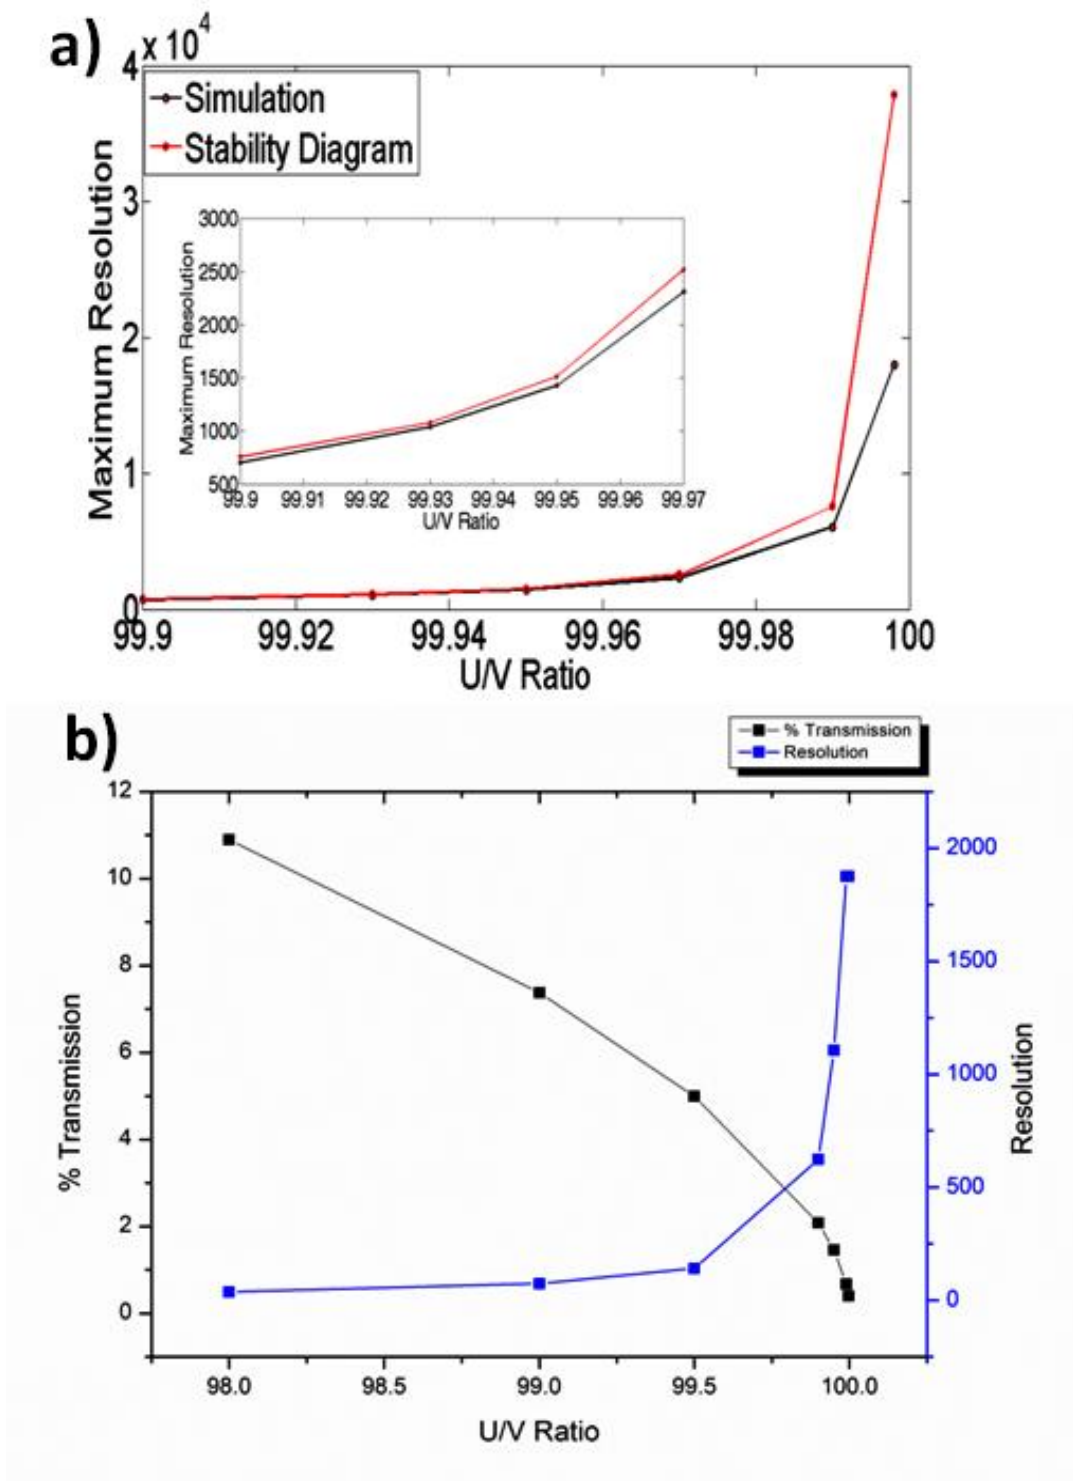 a)
x 10^4
4
3
2
1
0
Maximum Resolution
Simulation
Stability Diagram
3000
2500
2000
1500
1000
500
Maximum Resolution
99.9 99.91 99.92 99.93 99.94 99.95 99.96 99.97
U/V Ratio
99.9 99.92 99.94 99.96 99.98 100
U/V Ratio
b)
% Transmission
Resolution
12
10
8
6
4
2
0
% Transmission
2000
1500
1000
500
0
Resolution
98.0 98.5 99.0 99.5 100.0
U/V Ratio